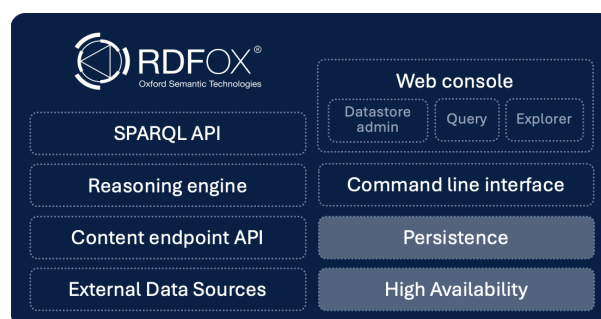 RDFOX®
Oxford Semantic Technologies
SPARQL API
Reasoning engine
Content endpoint API
External Data Sources
Web console
Datastore
admin
Query
Explorer
Command line interface
Persistence
High Availability